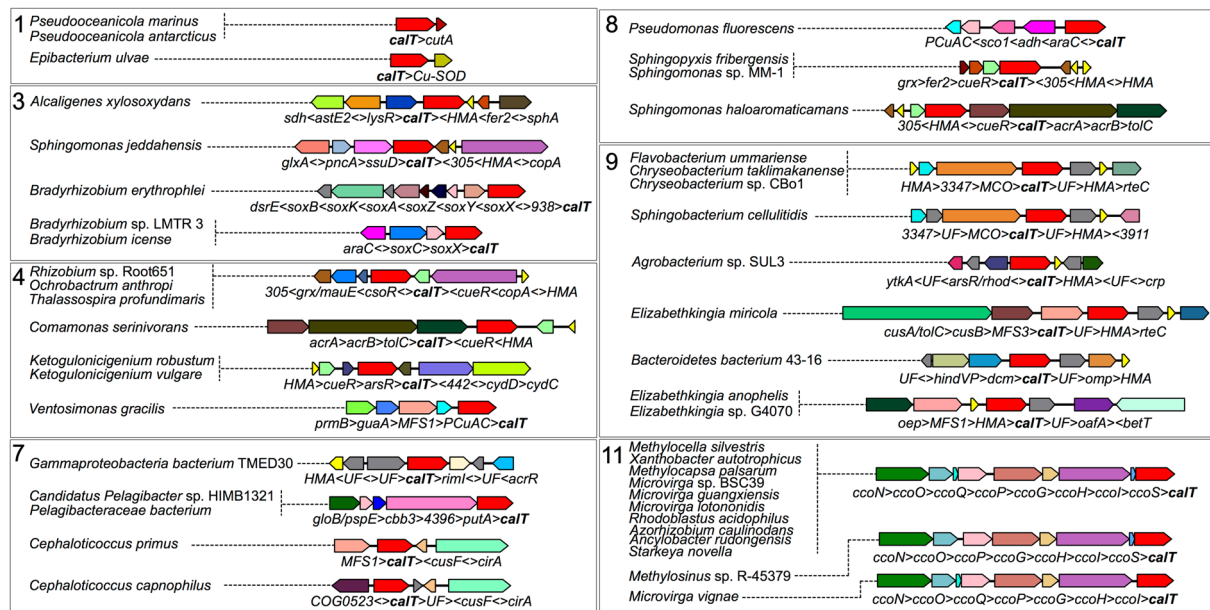 1
Pseudooceanicola marinus
Pseudooceanicola antarcticus
calT>cutA
Epibacterium ulvae
calT>Cu-SOD
3
Alcaligenes xylosoxydans
sdh<astE2<>lysR>calT><HMA<fer2<>sphA
Sphingomonas jeddahensis
glxA<>pncA>ssuD>calT><305<HMA<>copA
Bradyrhizobium erythrophlei
dsrE<soxB<soxK<soxA<soxZ<soxY<soxX<>938>calT
Bradyrhizobium sp. LMTR 3
Bradyrhizobium icense
araC<>soxC>soxX>calT
4
Rhizobium sp. Root651
Ochrobactrum anthropi
Thalassospira profundimaris
305<grx/mauE<csoR<>calT><cueR<copA<>HMA
Comamonas serinivorans
acrA>acrB>tolC>calT><cueR<HMA
Ketogulonicigenium robustum
Ketogulonicigenium vulgare
HMA>cueR>arsR>calT><442<>cydD>cydC
Ventosimonas gracilis
prmB>guaA>MFS1>PCuAC>calT
7
Gammaproteobacteria bacterium TMED30
HMA<UF<>UF>calT>rimI><UF<acrR
Candidatus Pelagibacter sp. HIMB1321
Pelagibacteraceae bacterium
gloB/pspE>cbb3>4396>putA>calT
Cephaloticoccus primus
MFS1>calT><cusF<>cirA
Cephaloticoccus capnophilus
COG0523<>calT>UF><cusF<>cirA
8
Pseudomonas fluorescens
PCuAC<sco1<adh<araC<>calT
Sphingopyxis fribergensis
Sphingomonas sp. MM-1
grx>fer2>cueR>calT><305<HMA<>HMA
Sphingomonas haloaromaticamans
305<HMA<>cueR>calT>acrA>acrB>tolC
9
Flavobacterium ummariense
Chryseobacterium taklimakanense
Chryseobacterium sp. CBo1
HMA>3347>MCO>calT>UF>HMA>rteC
Sphingobacterium cellulitidis
3347>UF>MCO>calT>UF>HMA><3911
Agrobacterium sp. SUL3
ytkA<UF<arsR/rhod<>calT>HMA><UF<>crp
Elizabethkingia miricola
cusA/tolC>cusB>MFS3>calT>UF>HMA>rteC
Bacteroidetes bacterium 43-16
UF<>hindVP>dcm>calT>UF>omp>HMA
Elizabethkingia anophelis
Elizabethkingia sp. G4070
oep>MFS1>HMA>calT>UF>oafA><betT
11
Methylocella silvestris
Xanthobacter autotrophicus
Methylocapsa palsarum
Microvirga sp. BSC39
Microvirga guangxiensis
Microvirga lotononidis
Rhodoblastus acidophilus
Azorhizobium caulinodans
Ancylobacter rudongensis
Starkeya novella
ccoN>ccoO>ccoQ>ccoP>ccoG>ccoH>ccoI>ccoS>calT
Methylosinus sp. R-45379
ccoN>ccoO>ccoP>ccoG>ccoH>ccoI>ccoS>calT
Microvirga vignae
ccoN>ccoO>ccoQ>ccoP>ccoG>ccoH>ccoI>calT